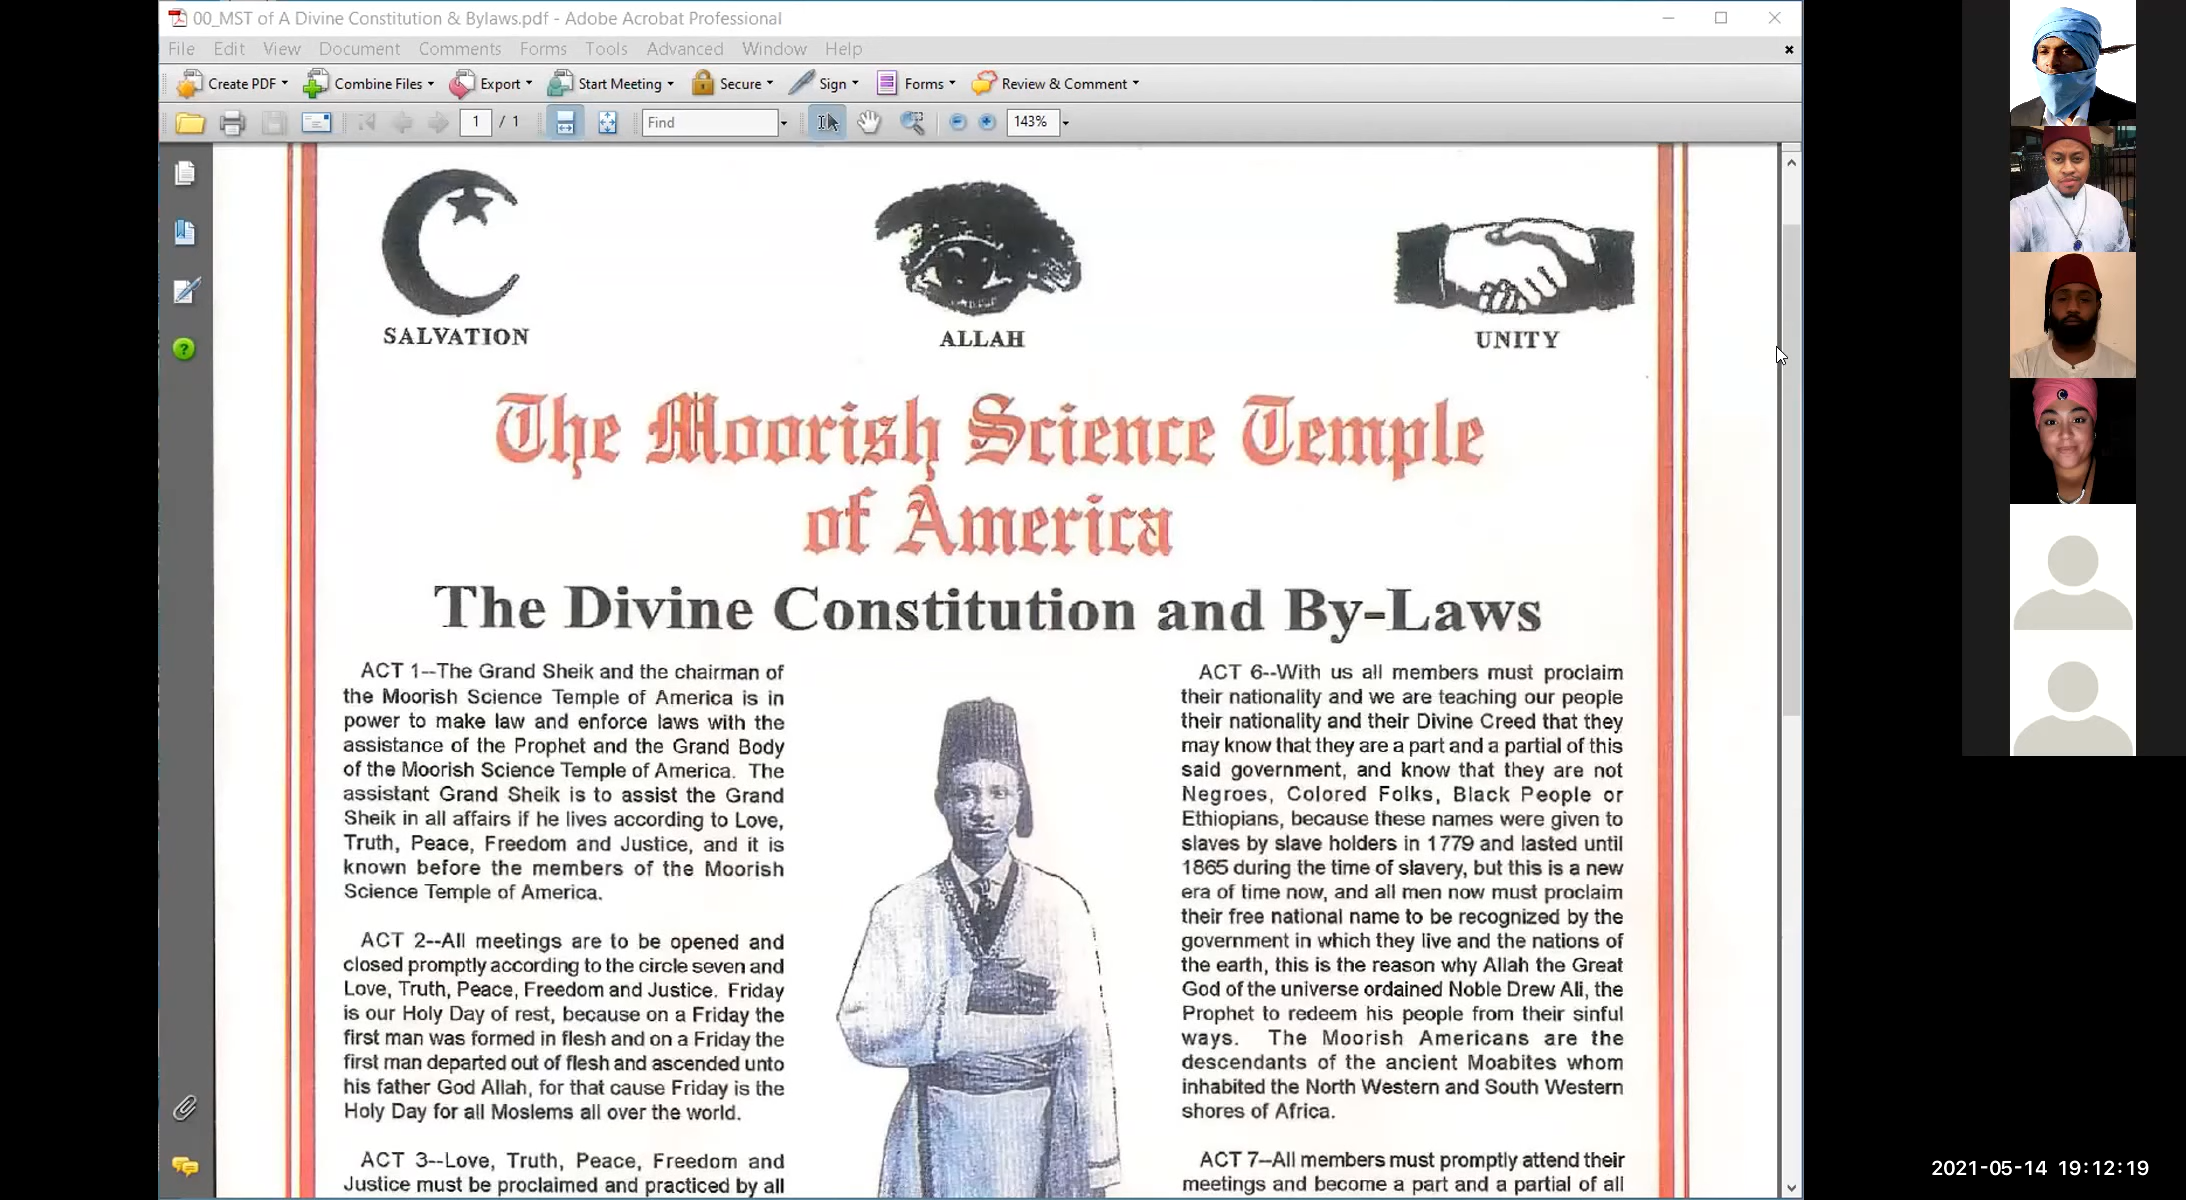 00_MST of A Divine Constitution & Bylaws.pdf - Adobe Acrobat Professional
File Edit View Document Comments Forms Tools Advanced Window Help
Create PDF Combine Files Export Start Meeting Secure Sign Forms Review & Comment
1 / 1 Find 143%
SALVATION
ALLAH
UNITY
The Moorish Science Temple
of America
The Divine Constitution and By-Laws
ACT 1--The Grand Sheik and the chairman of
the Moorish Science Temple of America is in
power to make law and enforce laws with the
assistance of the Prophet and the Grand Body
of the Moorish Science Temple of America. The
assistant Grand Sheik is to assist the Grand
Sheik in all affairs if he lives according to Love,
Truth, Peace, Freedom and Justice, and it is
known before the members of the Moorish
Science Temple of America.
ACT 2--All meetings are to be opened and
closed promptly according to the circle seven and
Love, Truth, Peace, Freedom and Justice. Friday
is our Holy Day of rest, because on a Friday the
first man was formed in flesh and on a Friday the
first man departed out of flesh and ascended unto
his father God Allah, for that cause Friday is the
Holy Day for all Moslems all over the world.
ACT 3--Love, Truth, Peace, Freedom and
Justice must be proclaimed and practiced by all
ACT 6--With us all members must proclaim
their nationality and we are teaching our people
their nationality and their Divine Creed that they
may know that they are a part and a partial of this
said government, and know that they are not
Negroes, Colored Folks, Black People or
Ethiopians, because these names were given to
slaves by slave holders in 1779 and lasted until
1865 during the time of slavery, but this is a new
era of time now, and all men now must proclaim
their free national name to be recognized by the
government in which they live and the nations of
the earth, this is the reason why Allah the Great
God of the universe ordained Noble Drew Ali, the
Prophet to redeem his people from their sinful
ways. The Moorish Americans are the
descendants of the ancient Moabites whom
inhabited the North Western and South Western
shores of Africa.
ACT 7--All members must promptly attend their
meetings and become a part and a partial of all
2021-05-14 19:12:19